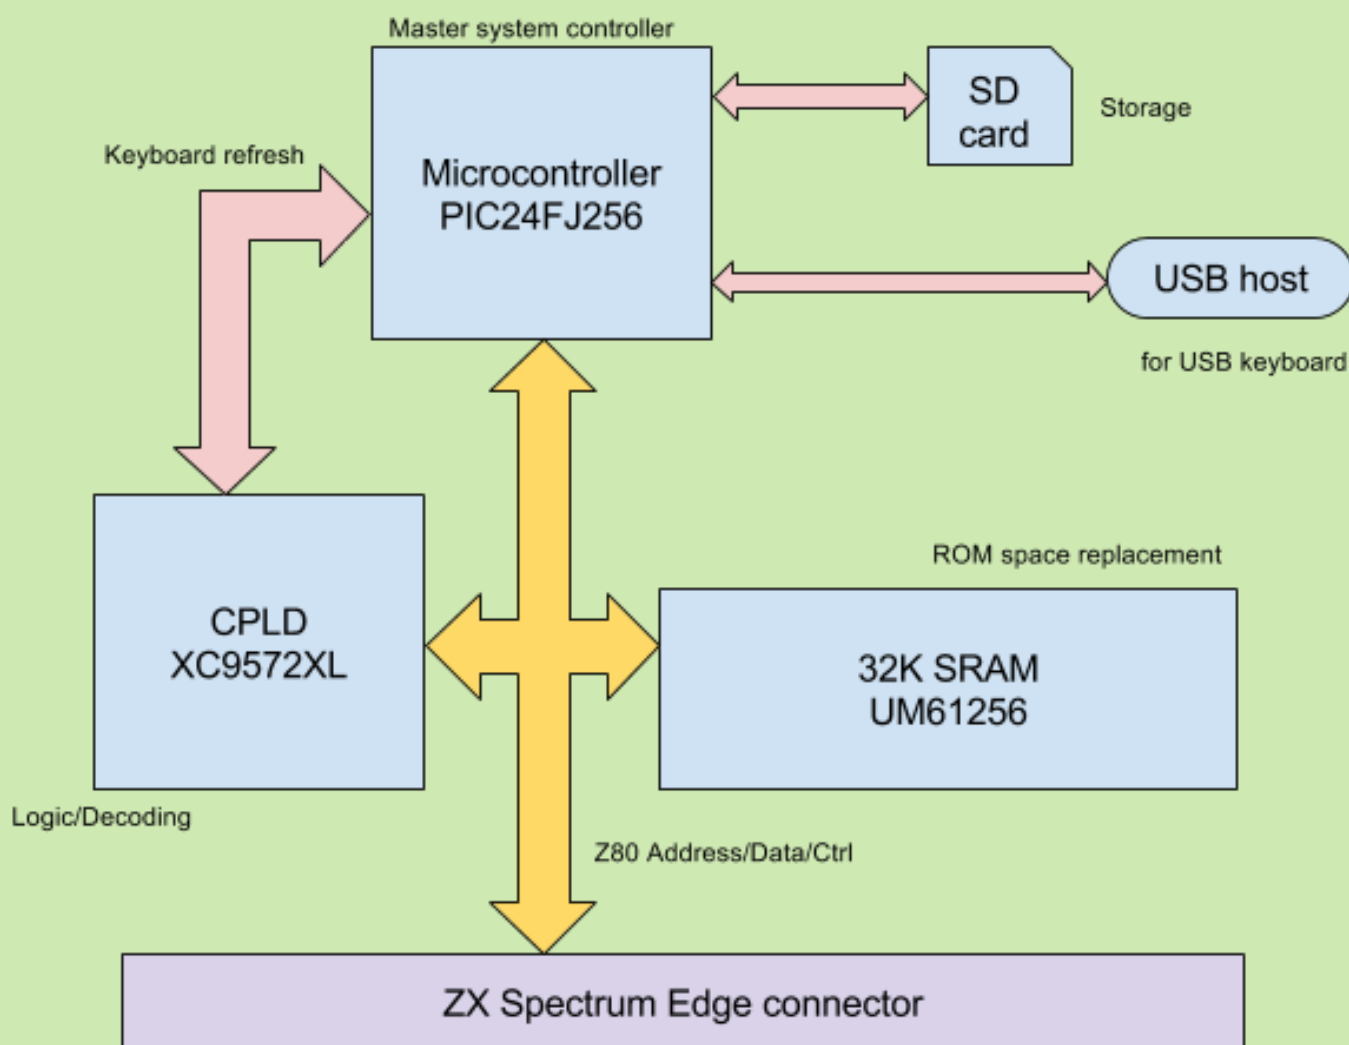 Master system controller
SD
card
Storage
Keyboard refresh
Microcontroller
PIC24FJ256
USB host
for USB keyboard
ROM space replacement
CPLD
XC9572XL
32K SRAM
UM61256
Logic/Decoding
Z80 Address/Data/Ctrl
ZX Spectrum Edge connector